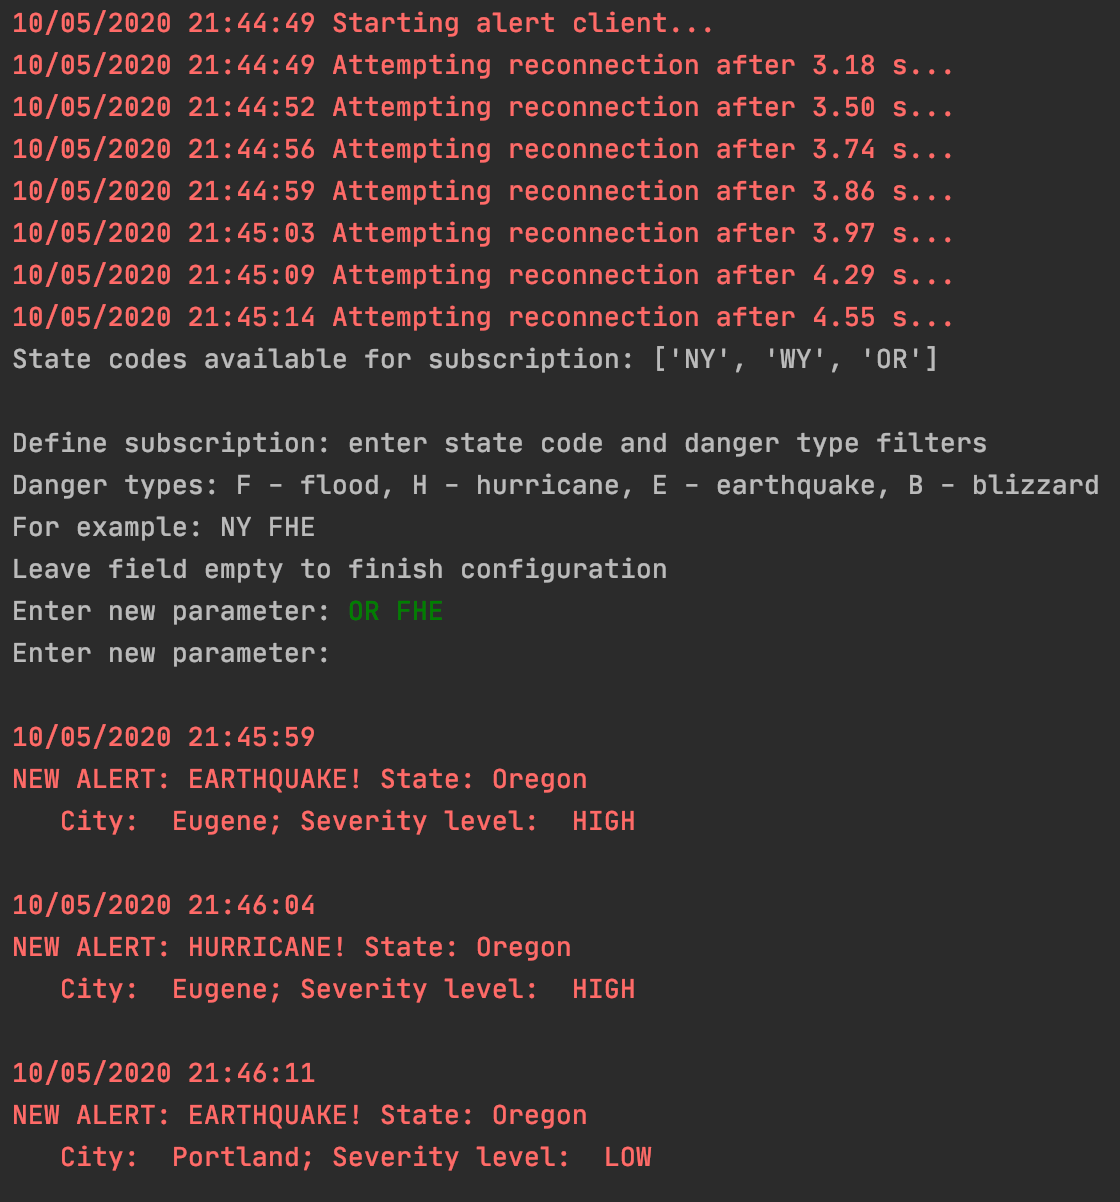 10/05/2020 21:44:49 Starting alert client...
10/05/2020 21:44:49 Attempting reconnection after 3.18 s...
10/05/2020 21:44:52 Attempting reconnection after 3.50 s...
10/05/2020 21:44:56 Attempting reconnection after 3.74 s...
10/05/2020 21:44:59 Attempting reconnection after 3.86 s...
10/05/2020 21:45:03 Attempting reconnection after 3.97 s...
10/05/2020 21:45:09 Attempting reconnection after 4.29 s...
10/05/2020 21:45:14 Attempting reconnection after 4.55 s...
State codes available for subscription: ['NY', 'WY', 'OR']

Define subscription: enter state code and danger type filters
Danger types: F - flood, H - hurricane, E - earthquake, B - blizzard
For example: NY FHE
Leave field empty to finish configuration
Enter new parameter: OR FHE
Enter new parameter:

10/05/2020 21:45:59
NEW ALERT: EARTHQUAKE! State: Oregon
   City:  Eugene; Severity level:  HIGH

10/05/2020 21:46:04
NEW ALERT: HURRICANE! State: Oregon
   City:  Eugene; Severity level:  HIGH

10/05/2020 21:46:11
NEW ALERT: EARTHQUAKE! State: Oregon
   City:  Portland; Severity level:  LOW